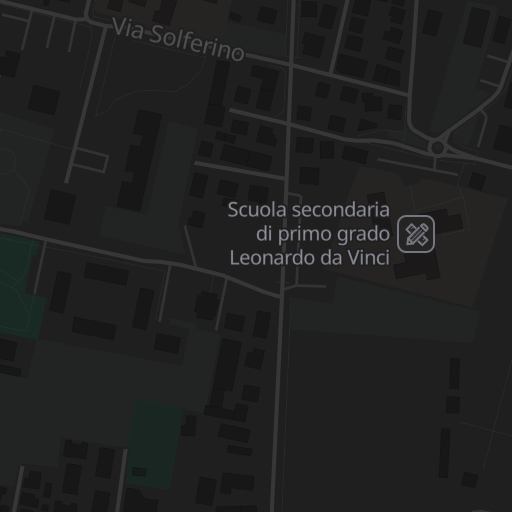 Via Solferino
Scuola secondaria
di primo grado
Leonardo da Vinci